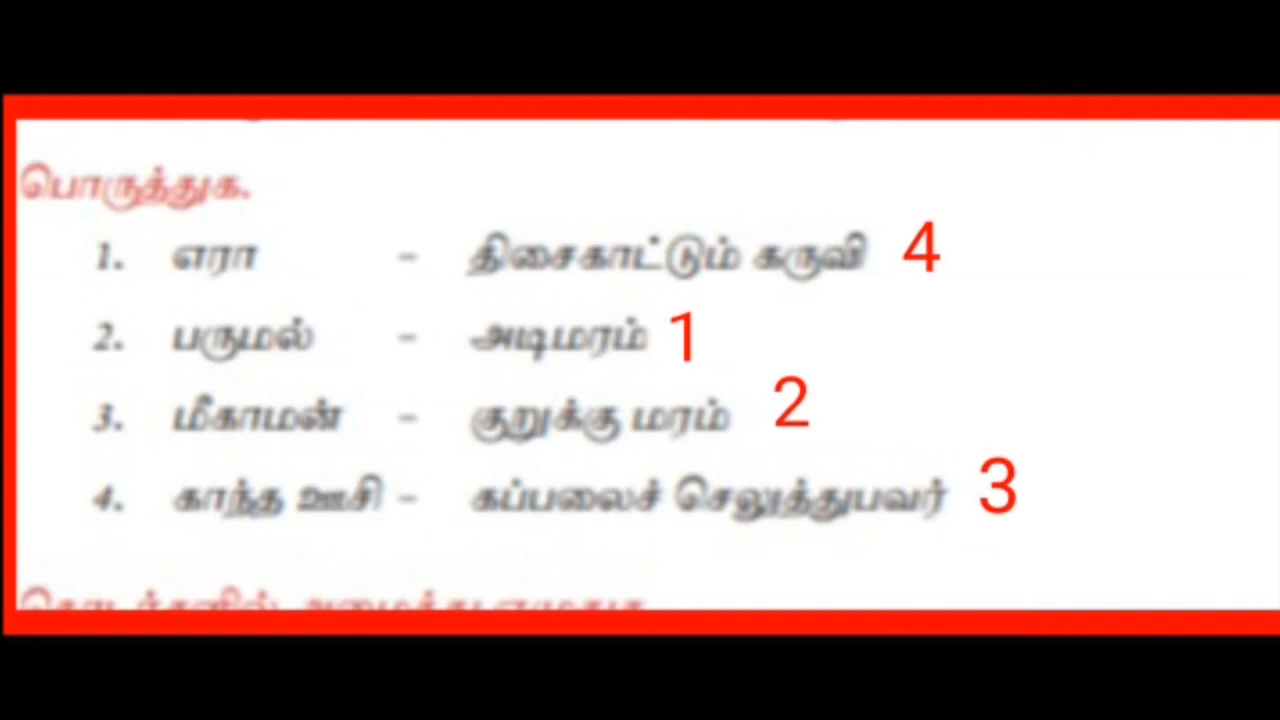 பொருத்துக.
1. எரா - திசைகாட்டும் கருவி 4
2. பருமல் - அடிமரம் 1
3. மீகாமன் - குறுக்கு மரம் 2
4. காந்த ஊசி - கப்பலைச் செலுத்துபவர் 3